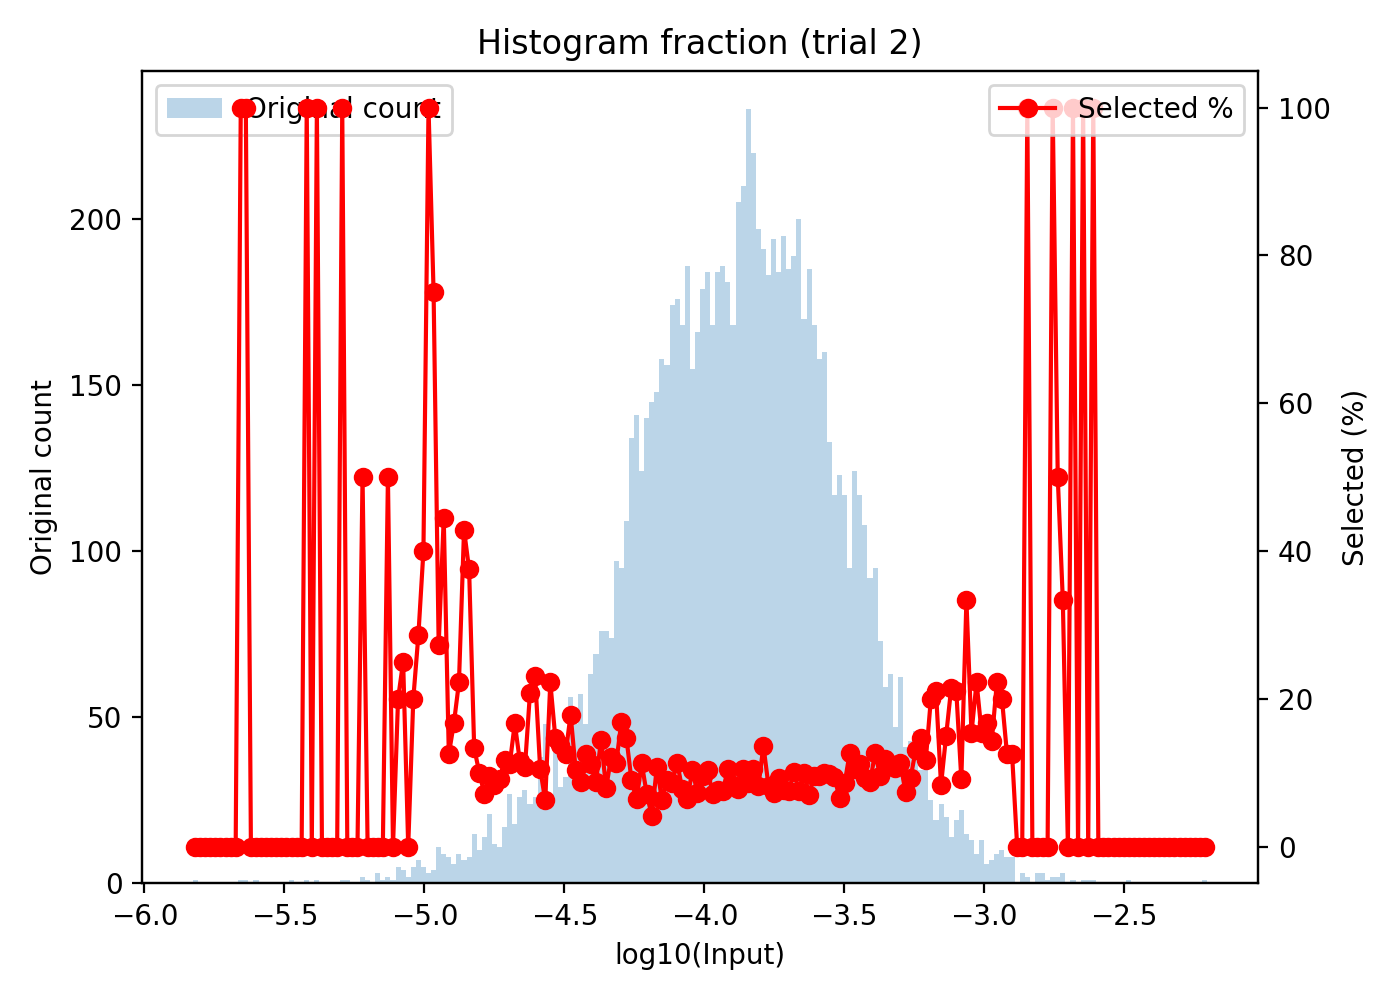 Histogram fraction (trial 2)
Original count
Selected %
200
150
100
50
0
Original count
100
80
60
40
20
0
Selected (%)
−6.0 −5.5 −5.0 −4.5 −4.0 −3.5 −3.0 −2.5
log10(Input)